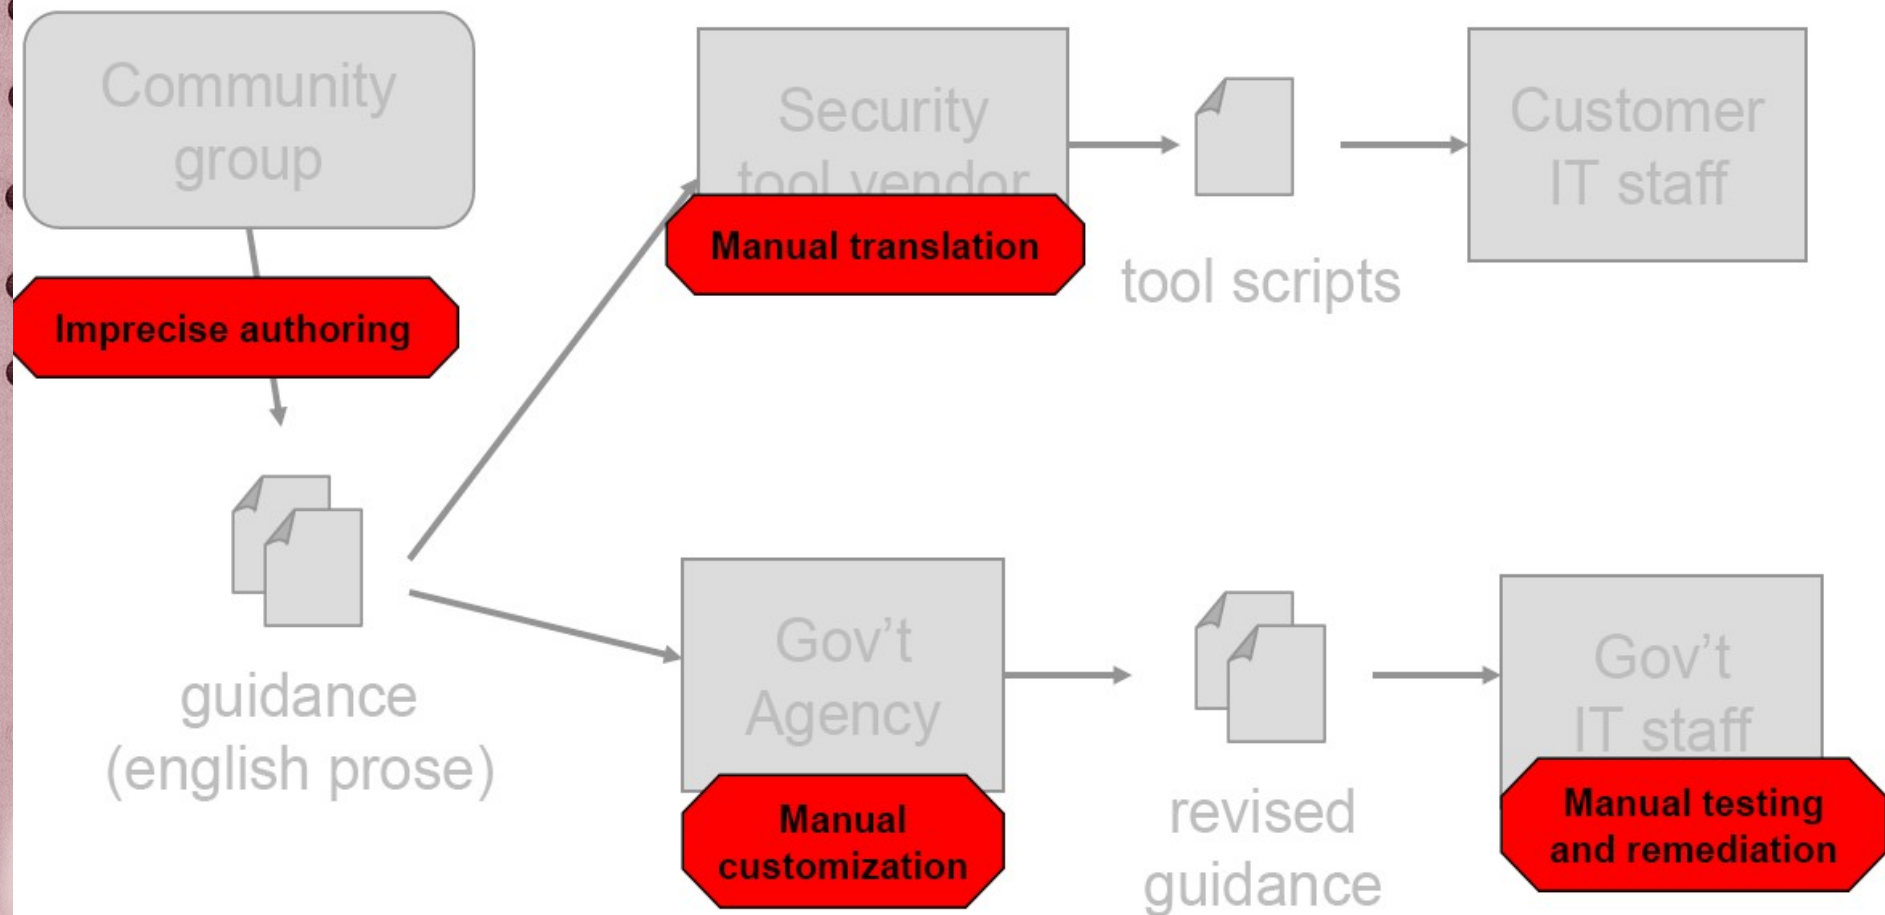 Community
group
Security
tool vendor
Customer
IT staff
Manual translation
tool scripts
Imprecise authoring
guidance
(english prose)
Gov't
Agency
Manual
customization
revised
guidance
Gov't
IT staff
Manual testing
and remediation